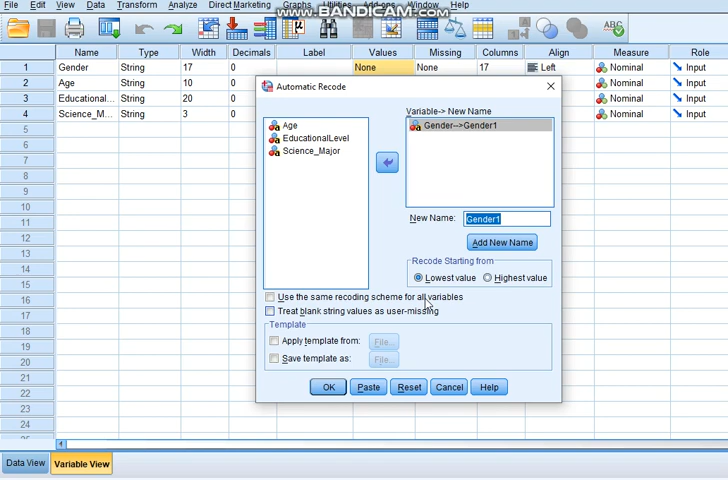 File Edit View Data Transform Analyze Direct Marketing Graphs Utilities Add-ons Window Help
WWW.BANDICAM.COM
Name Type Width Decimals Label Values Missing Columns Align Measure Role
1 Gender String 17 0 None None 17 Left Nominal Input
2 Age String 10 0 Nominal Input
3 Educational... String 20 0 Nominal Input
4 Science_M... String 3 0 Nominal Input
5
6
7
8
9
10
11
12
13
14
15
16
17
18
19
20
21
22
23
24
Automatic Recode
Variable-> New Name
Age
EducationalLevel
Science_Major
Gender-->Gender1
New Name: Gender1
Add New Name
Recode Starting from
Lowest value Highest value
Use the same recoding scheme for all variables
Treat blank string values as user-missing
Template
Apply template from: File...
Save template as: File...
OK Paste Reset Cancel Help
Data View Variable View